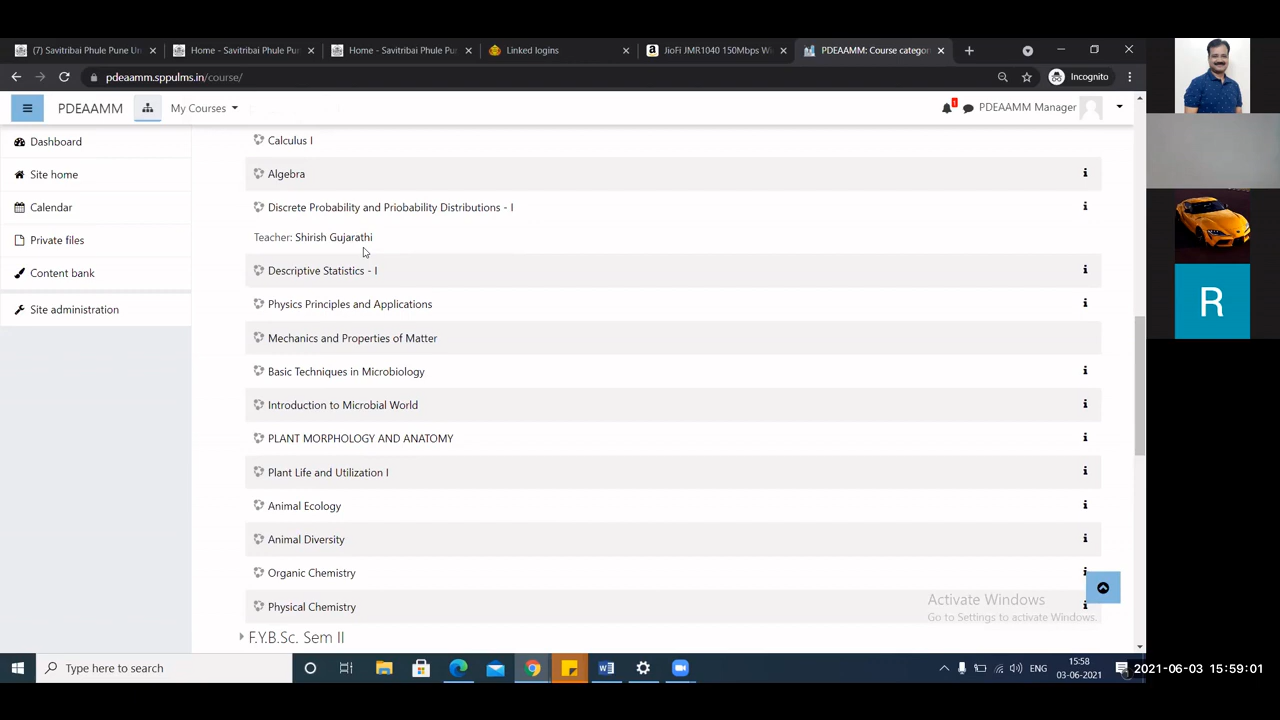 (7) Savitribai Phule Pune Un
Home - Savitribai Phule Pu
Home - Savitribai Phule Pu
Linked logins
JioFi JMR1040 150Mbps Wi
PDEAAMM: Course categor
pdeaamm.sppulms.in/course/
Incognito
PDEAAMM
My Courses
1
PDEAAMM Manager
Dashboard
Site home
Calendar
Private files
Content bank
Site administration
Calculus I
Algebra
Discrete Probability and Priobability Distributions - I
Teacher: Shirish Gujarathi
Descriptive Statistics - I
Physics Principles and Applications
Mechanics and Properties of Matter
Basic Techniques in Microbiology
Introduction to Microbial World
PLANT MORPHOLOGY AND ANATOMY
Plant Life and Utilization I
Animal Ecology
Animal Diversity
Organic Chemistry
Physical Chemistry
F.Y.B.Sc. Sem II
Activate Windows
Go to Settings to activate Windows.
R
Type here to search
ENG
15:58
03-06-2021
2021-06-03 15:59:01